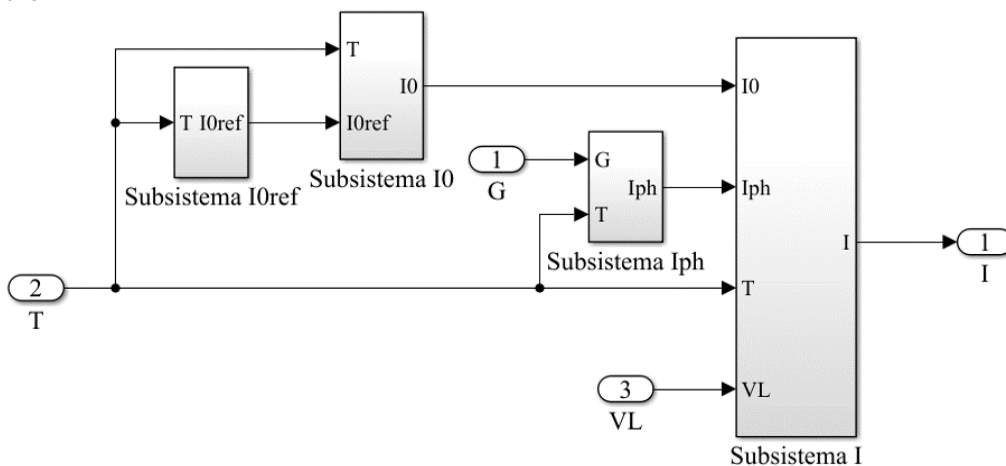 T
I0
I0ref
Subsistema I0
T I0ref
Subsistema I0ref
1
G
G
T
Iph
Subsistema Iph
2
T
3
VL
I0
Iph
T
VL
I
Subsistema I
1
I